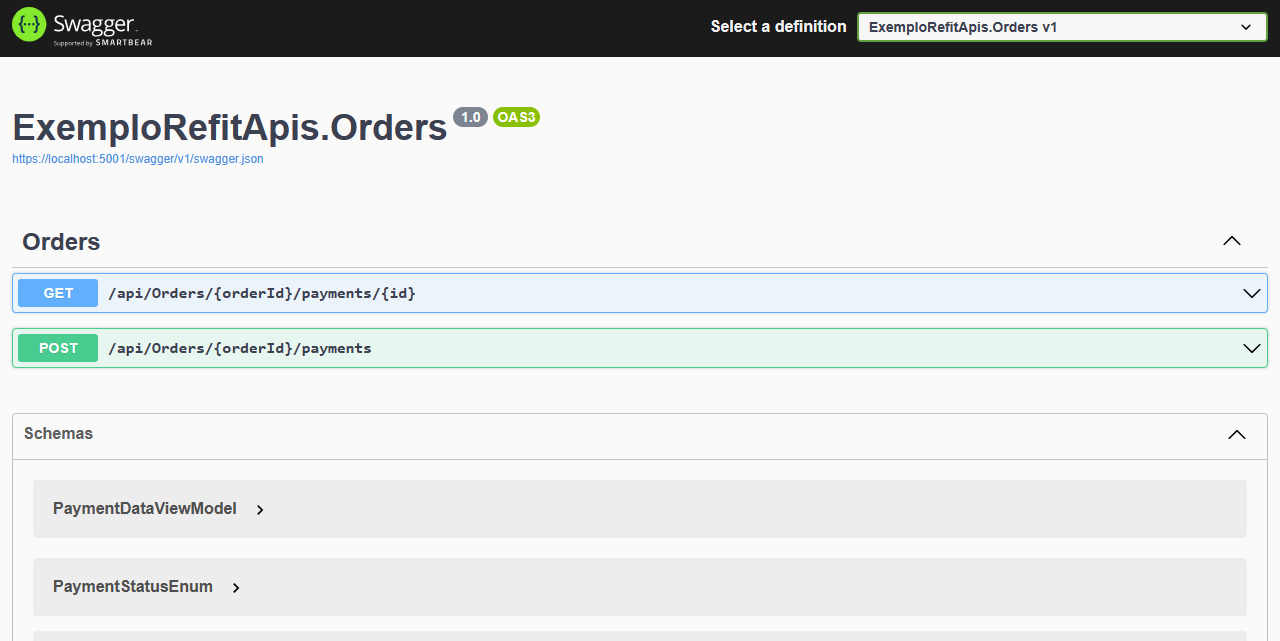 Swagger
Supported by SMARTBEAR
Select a definition
ExemploRefitApis.Orders v1
ExemploRefitApis.Orders 1.0 OAS3
https://localhost:5001/swagger/v1/swagger.json
Orders
GET /api/Orders/{orderId}/payments/{id}
POST /api/Orders/{orderId}/payments
Schemas
PaymentDataViewModel
PaymentStatusEnum